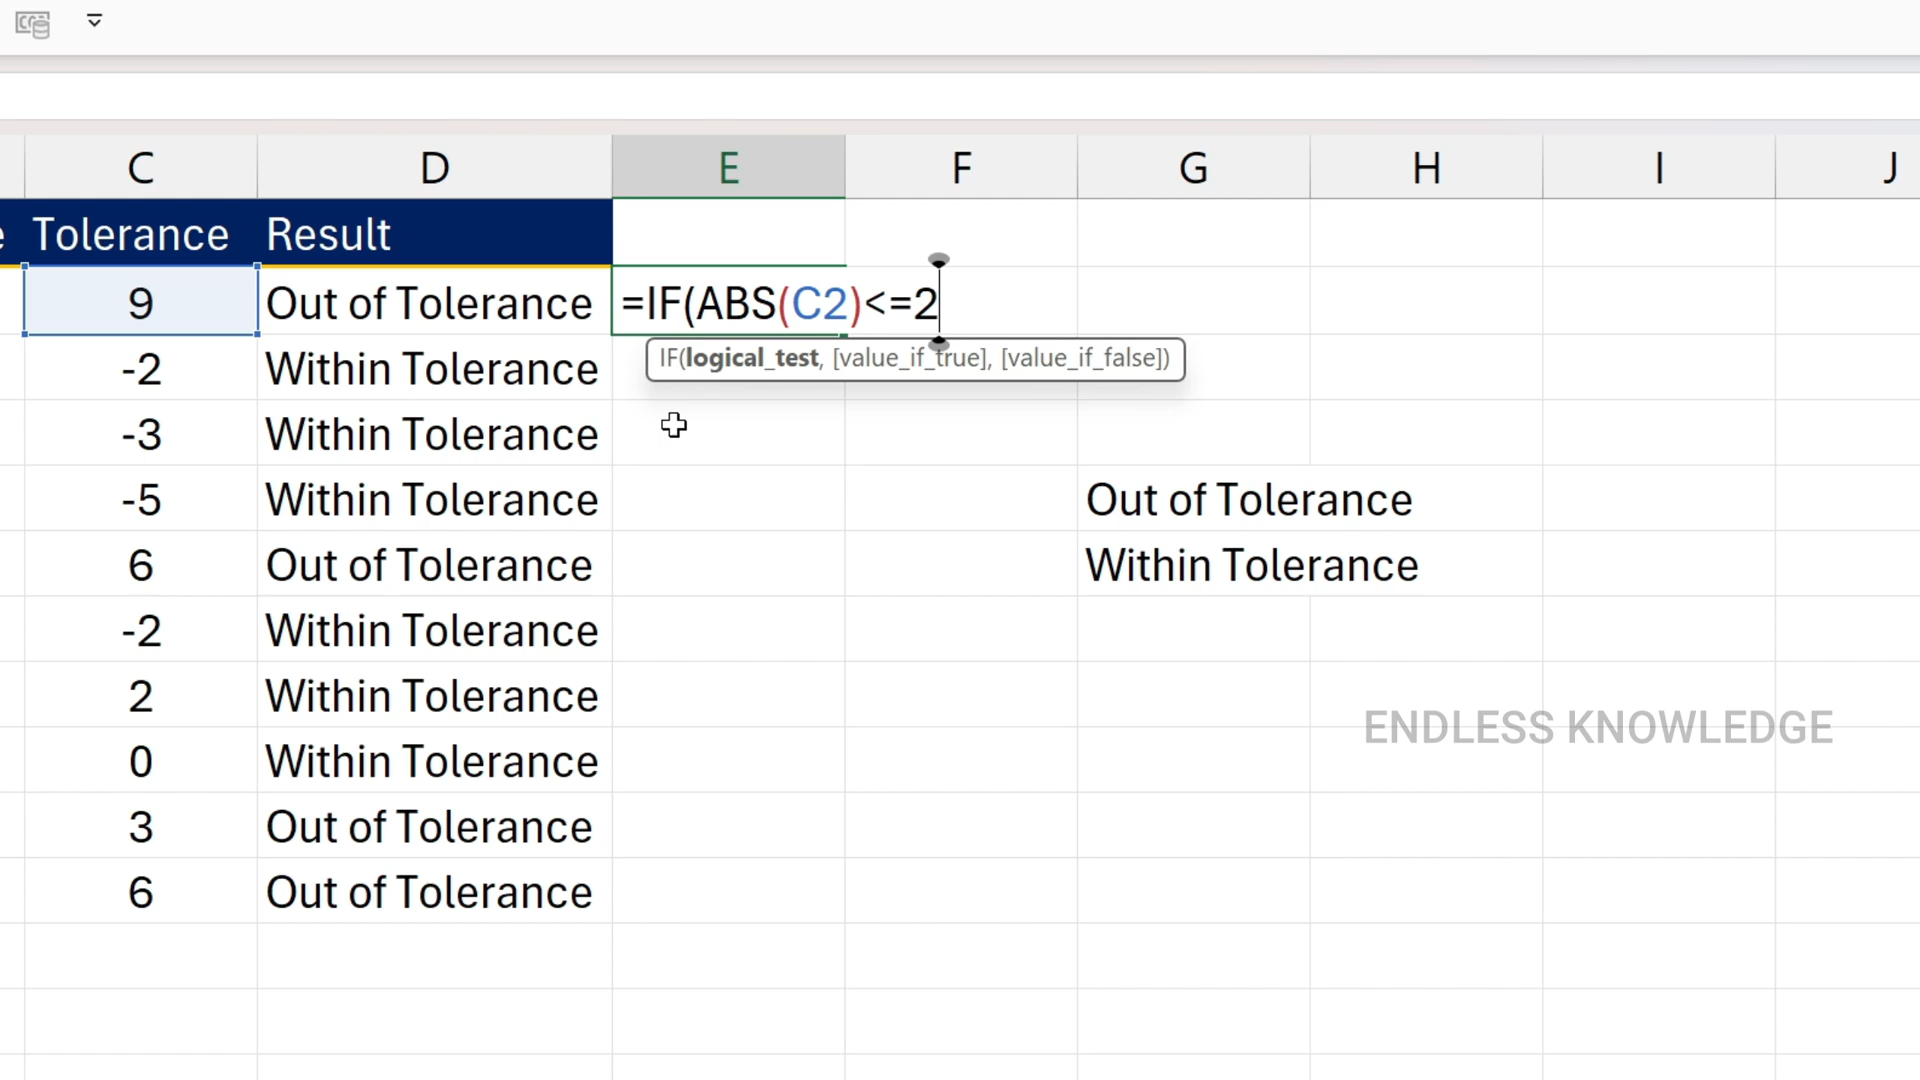 C D E F G H I J
e Tolerance Result
9 Out of Tolerance =IF(ABS(C2)<=2
IF(logical_test, [value_if_true], [value_if_false])
-2 Within Tolerance
-3 Within Tolerance
-5 Within Tolerance Out of Tolerance
6 Out of Tolerance Within Tolerance
-2 Within Tolerance
2 Within Tolerance
ENDLESS KNOWLEDGE
0 Within Tolerance
3 Out of Tolerance
6 Out of Tolerance